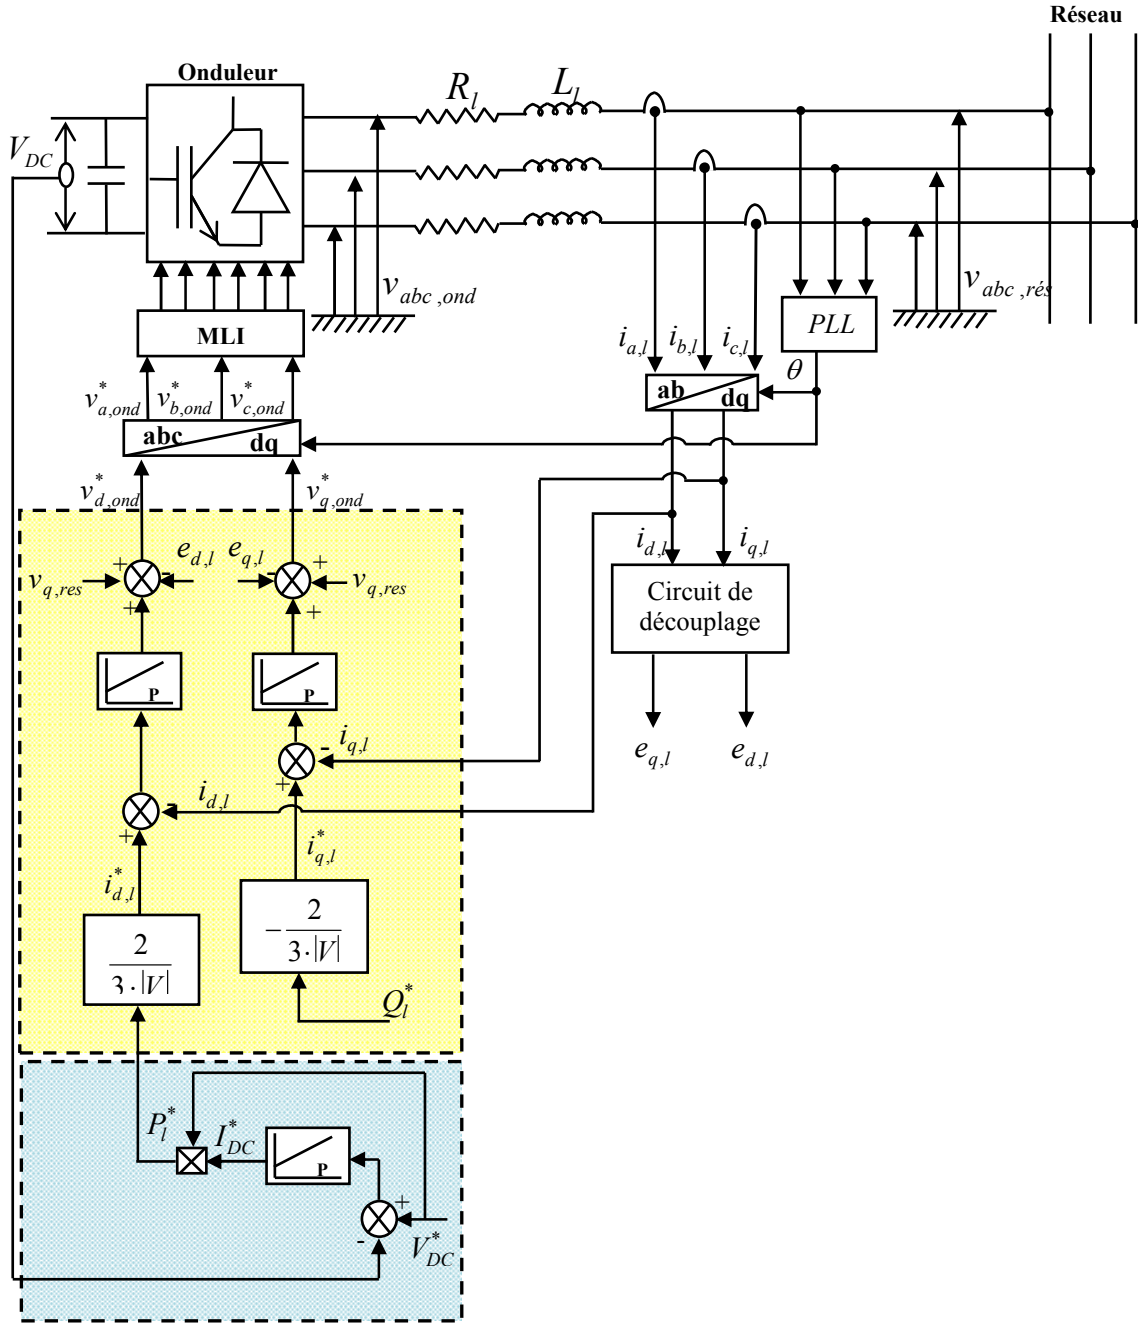 Réseau
Onduleur
R_l
L_l
V_DC
v_abc,ond
v_abc,rés
MLI
PLL
i_a,l
i_b,l
i_c,l
θ
ab
dq
v*_a,ond
v*_b,ond
v*_c,ond
abc
dq
v*_d,ond
v*_q,ond
i_d,l
i_q,l
+
-
e_d,l
e_q,l
-
+
v_q,res
v_q,res
+
+
Circuit de
découplage
P
P
e_q,l
e_d,l
-
i_q,l
+
i_d,l
-
+
i*_q,l
i*_d,l
2
3·|V|
- 2
3·|V|
Q*_l
P*_l
I*_DC
P
+
-
V*_DC